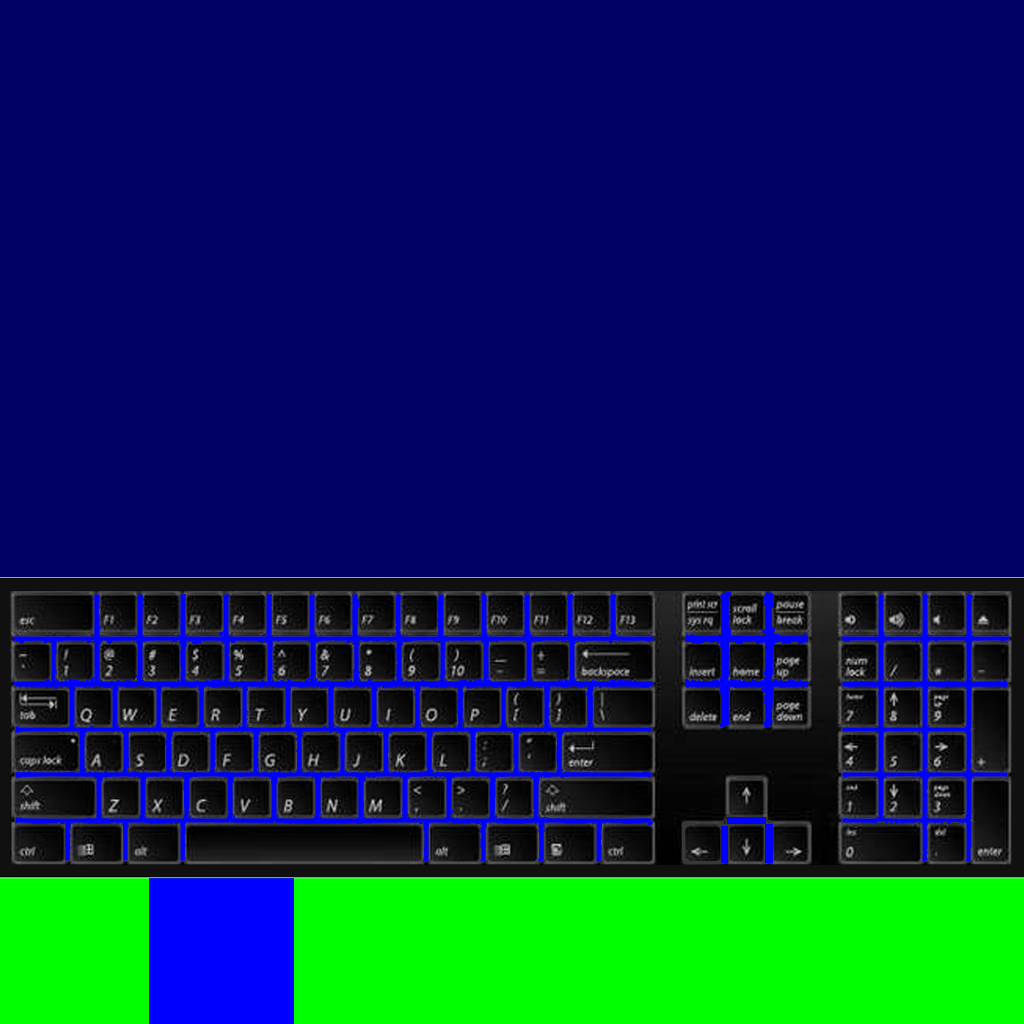 esc F1 F2 F3 F4 F5 F6 F7 F8 F9 F10 F11 F12 F13 print scr sys rq scroll lock pause break
~ ` ! 1 @ 2 # 3 $ 4 % 5 ^ 6 & 7 * 8 ( 9 ) 10 — - + = backspace insert home page up num lock / * -
tab Q W E R T Y U I O P { [ } ] | \ delete end page down home 7 8 page up 9
caps lock A S D F G H J K L : ; " ' enter 4 5 6 +
shift Z X C V B N M < , > . ? / shift end 1 2 page down 3
ctrl alt alt ctrl ins 0 del . enter